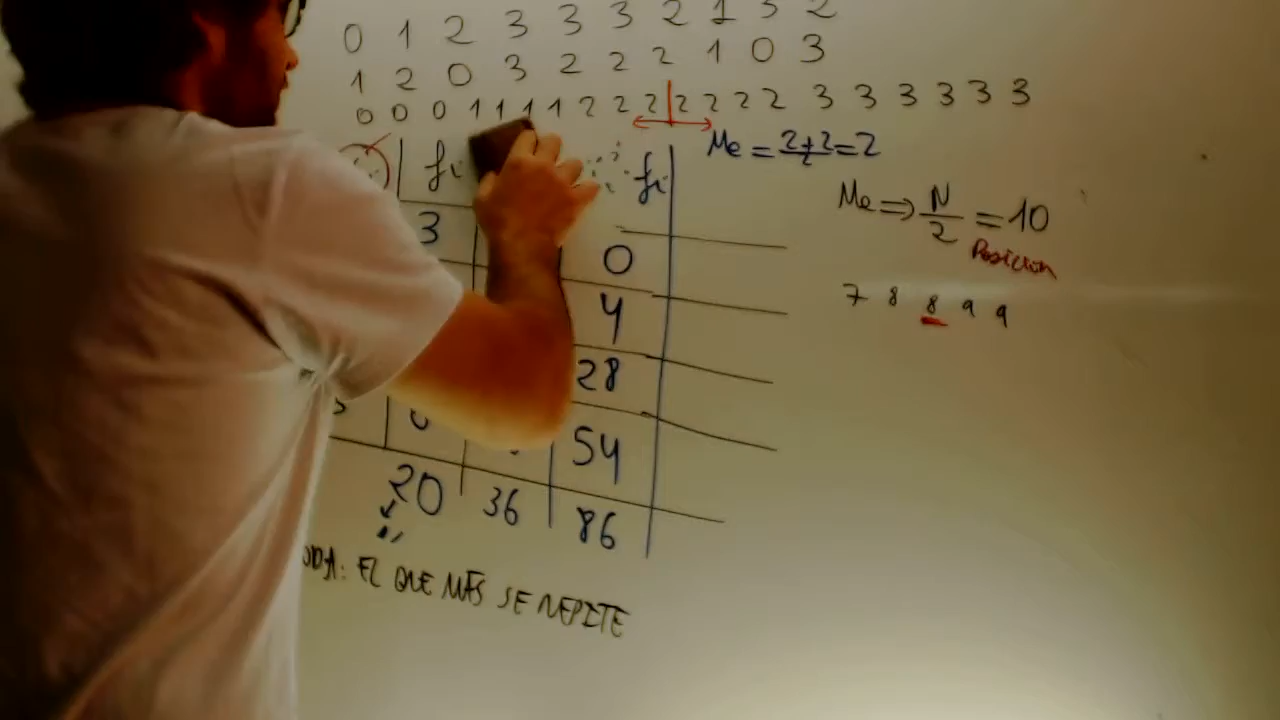 0 1 2 3 3 3 2 1 3 2
1 2 0 3 2 2 2 1 0 3
0 0 0 1 1 1 1 2 2 2 2 2 2 2 3 3 3 3 3 3
Me = 2+2/2 = 2
fi fi
Me ⇒ N/2 = 10
Posición
3 0
4
7 8 8 9 9
28
54
20 36 86
ODA: EL QUE MÁS SE REPITE